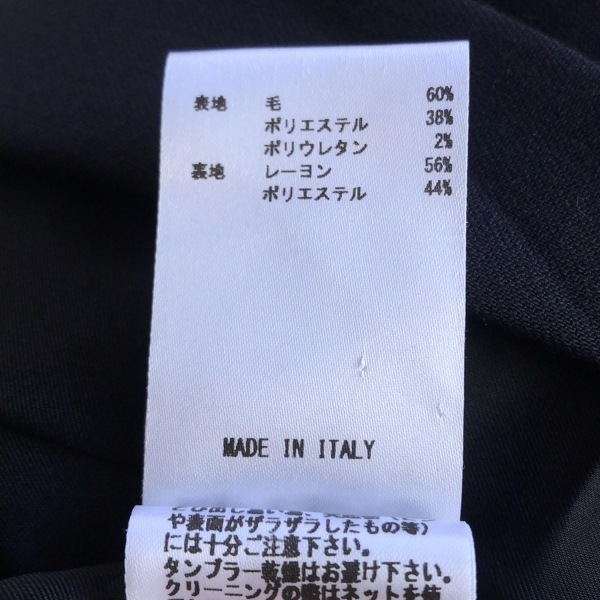 表地 毛 60%
ポリエステル 38%
ポリウレタン 2%
裏地 レーヨン 56%
ポリエステル 44%
MADE IN ITALY
や表面がザラザラしたもの等)
には十分ご注意下さい。
タンブラー乾燥はお避け下さい。
クリーニングの際はネットを使